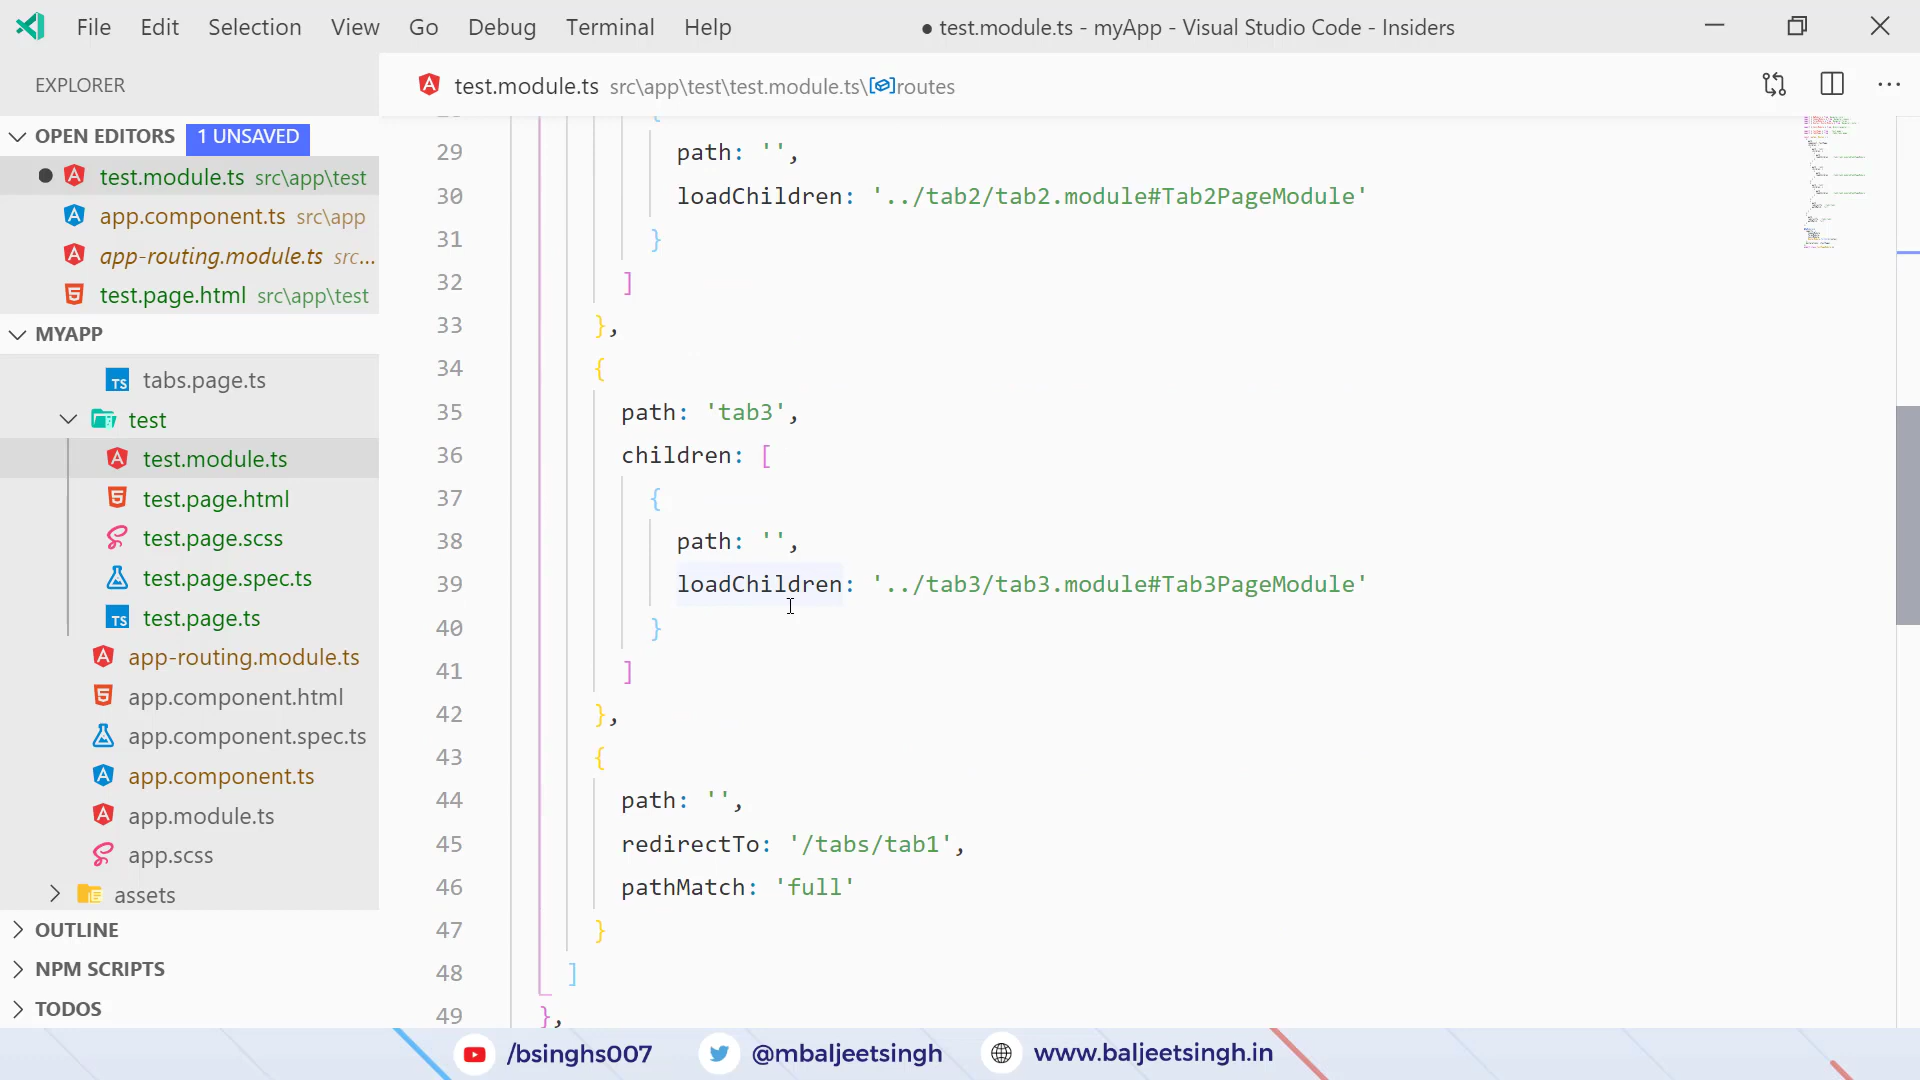 File Edit Selection View Go Debug Terminal Help
● test.module.ts - myApp - Visual Studio Code - Insiders
EXPLORER
test.module.ts src\app\test\test.module.ts\routes
OPEN EDITORS 1 UNSAVED
test.module.ts src\app\test
app.component.ts src\app
app-routing.module.ts src...
test.page.html src\app\test
MYAPP
tabs.page.ts
test
test.module.ts
test.page.html
test.page.scss
test.page.spec.ts
test.page.ts
app-routing.module.ts
app.component.html
app.component.spec.ts
app.component.ts
app.module.ts
app.scss
assets
OUTLINE
NPM SCRIPTS
TODOS
{
29 path: '',
30 loadChildren: '../tab2/tab2.module#Tab2PageModule'
31 }
32 ]
33 },
34 {
35 path: 'tab3',
36 children: [
37 {
38 path: '',
39 loadChildren: '../tab3/tab3.module#Tab3PageModule'
40 }
41 ]
42 },
43 {
44 path: '',
45 redirectTo: '/tabs/tab1',
46 pathMatch: 'full'
47 }
48 ]
49 },
/bsinghs007 @mbaljeetsingh www.baljeetsingh.in